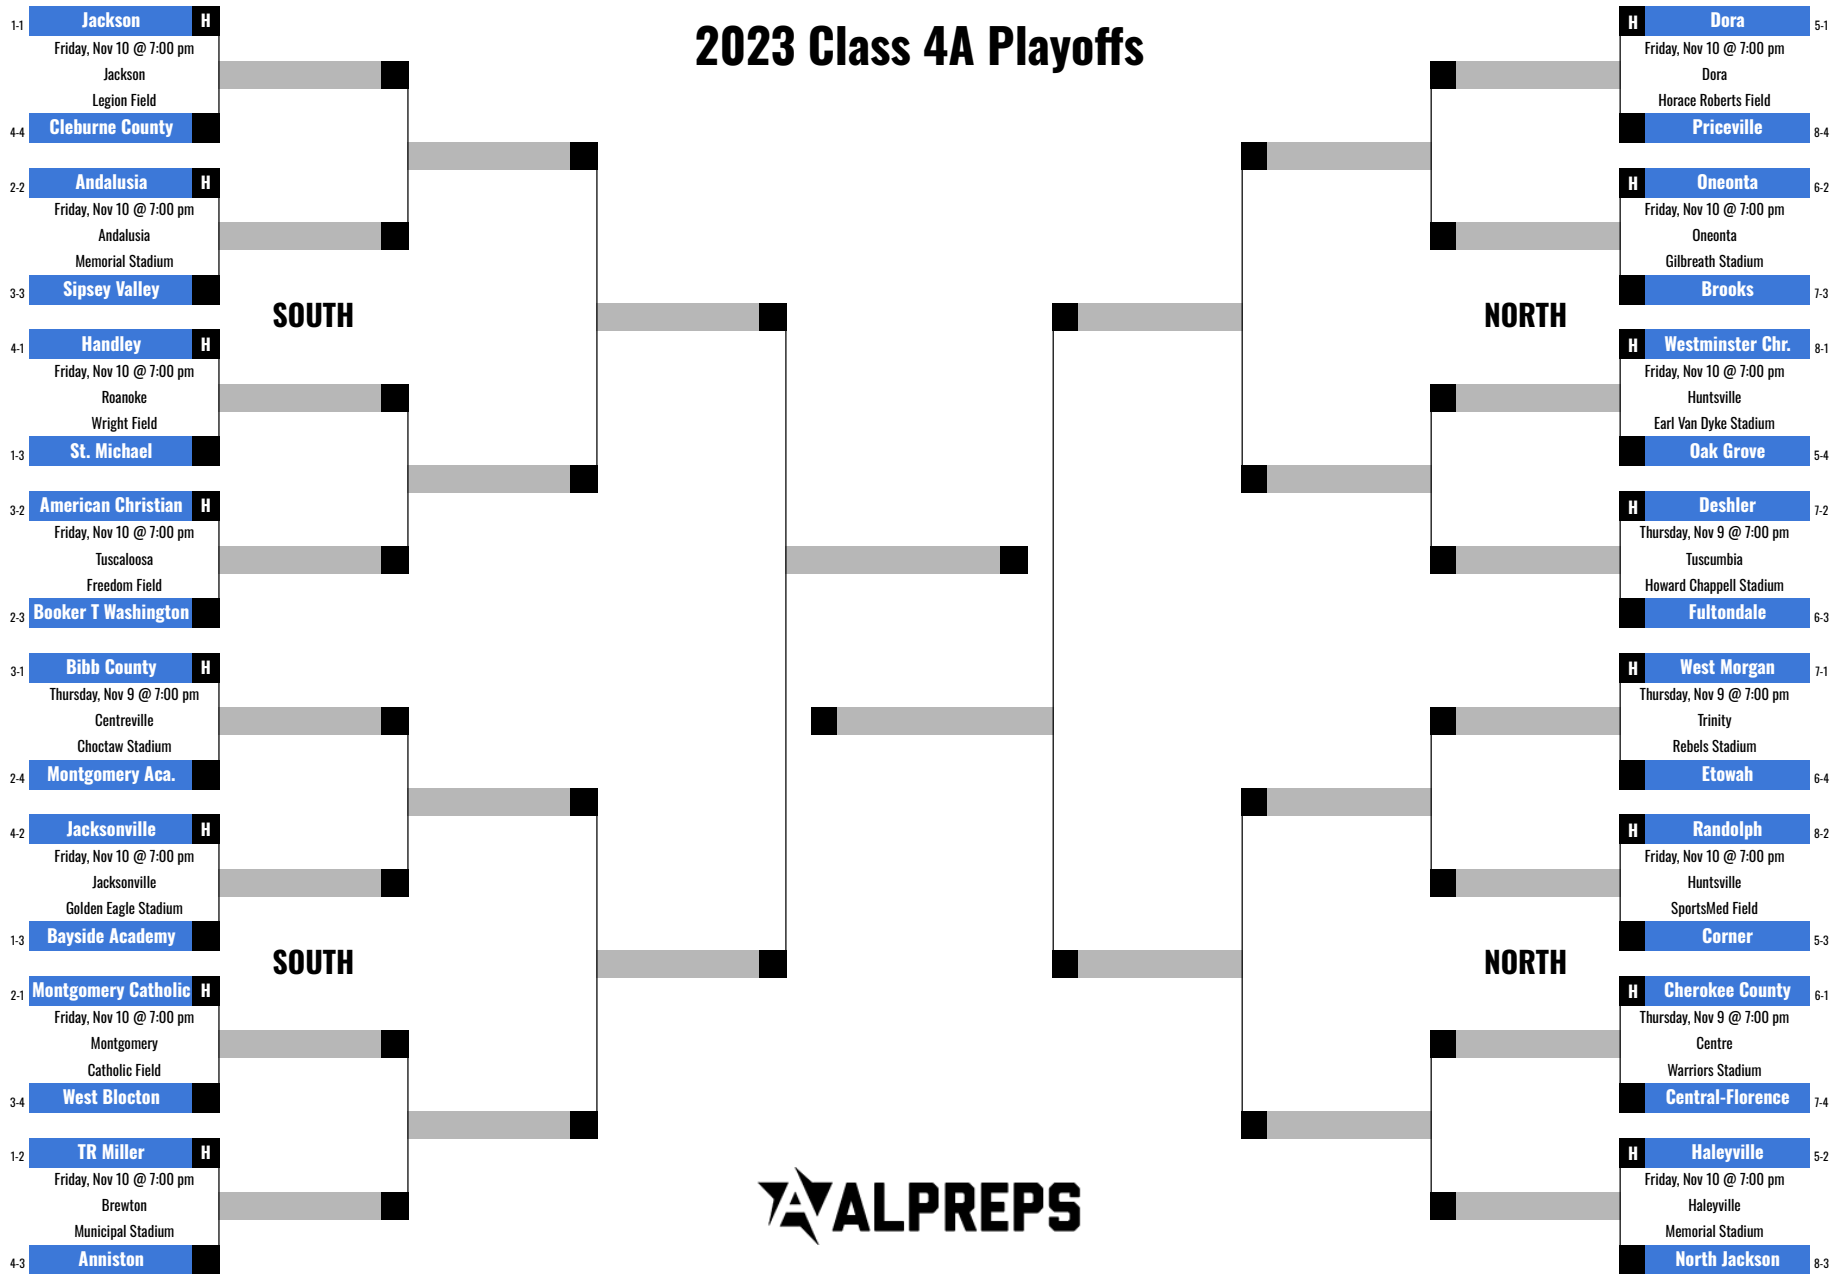 2023 Class 4A Playoffs
1-1 Jackson H
Friday, Nov 10 @ 7:00 pm
Jackson
Legion Field
4-4 Cleburne County
2-2 Andalusia H
Friday, Nov 10 @ 7:00 pm
Andalusia
Memorial Stadium
3-3 Sipsey Valley
SOUTH
4-1 Handley H
Friday, Nov 10 @ 7:00 pm
Roanoke
Wright Field
1-3 St. Michael
3-2 American Christian H
Friday, Nov 10 @ 7:00 pm
Tuscaloosa
Freedom Field
2-3 Booker T Washington
3-1 Bibb County H
Thursday, Nov 9 @ 7:00 pm
Centreville
Choctaw Stadium
2-4 Montgomery Aca.
4-2 Jacksonville H
Friday, Nov 10 @ 7:00 pm
Jacksonville
Golden Eagle Stadium
1-3 Bayside Academy
SOUTH
2-1 Montgomery Catholic H
Friday, Nov 10 @ 7:00 pm
Montgomery
Catholic Field
3-4 West Blocton
1-2 TR Miller H
Friday, Nov 10 @ 7:00 pm
Brewton
Municipal Stadium
4-3 Anniston
H Dora 5-1
Friday, Nov 10 @ 7:00 pm
Dora
Horace Roberts Field
Priceville 8-4
H Oneonta 6-2
Friday, Nov 10 @ 7:00 pm
Oneonta
Gilbreath Stadium
Brooks 7-3
NORTH
H Westminster Chr. 8-1
Friday, Nov 10 @ 7:00 pm
Huntsville
Earl Van Dyke Stadium
Oak Grove 5-4
H Deshler 7-2
Thursday, Nov 9 @ 7:00 pm
Tuscumbia
Howard Chappell Stadium
Fultondale 6-3
H West Morgan 7-1
Thursday, Nov 9 @ 7:00 pm
Trinity
Rebels Stadium
Etowah 6-4
H Randolph 8-2
Friday, Nov 10 @ 7:00 pm
Huntsville
SportsMed Field
Corner 5-3
NORTH
H Cherokee County 6-1
Thursday, Nov 9 @ 7:00 pm
Centre
Warriors Stadium
Central-Florence 7-4
H Haleyville 5-2
Friday, Nov 10 @ 7:00 pm
Haleyville
Memorial Stadium
North Jackson 8-3
A ALPREPS